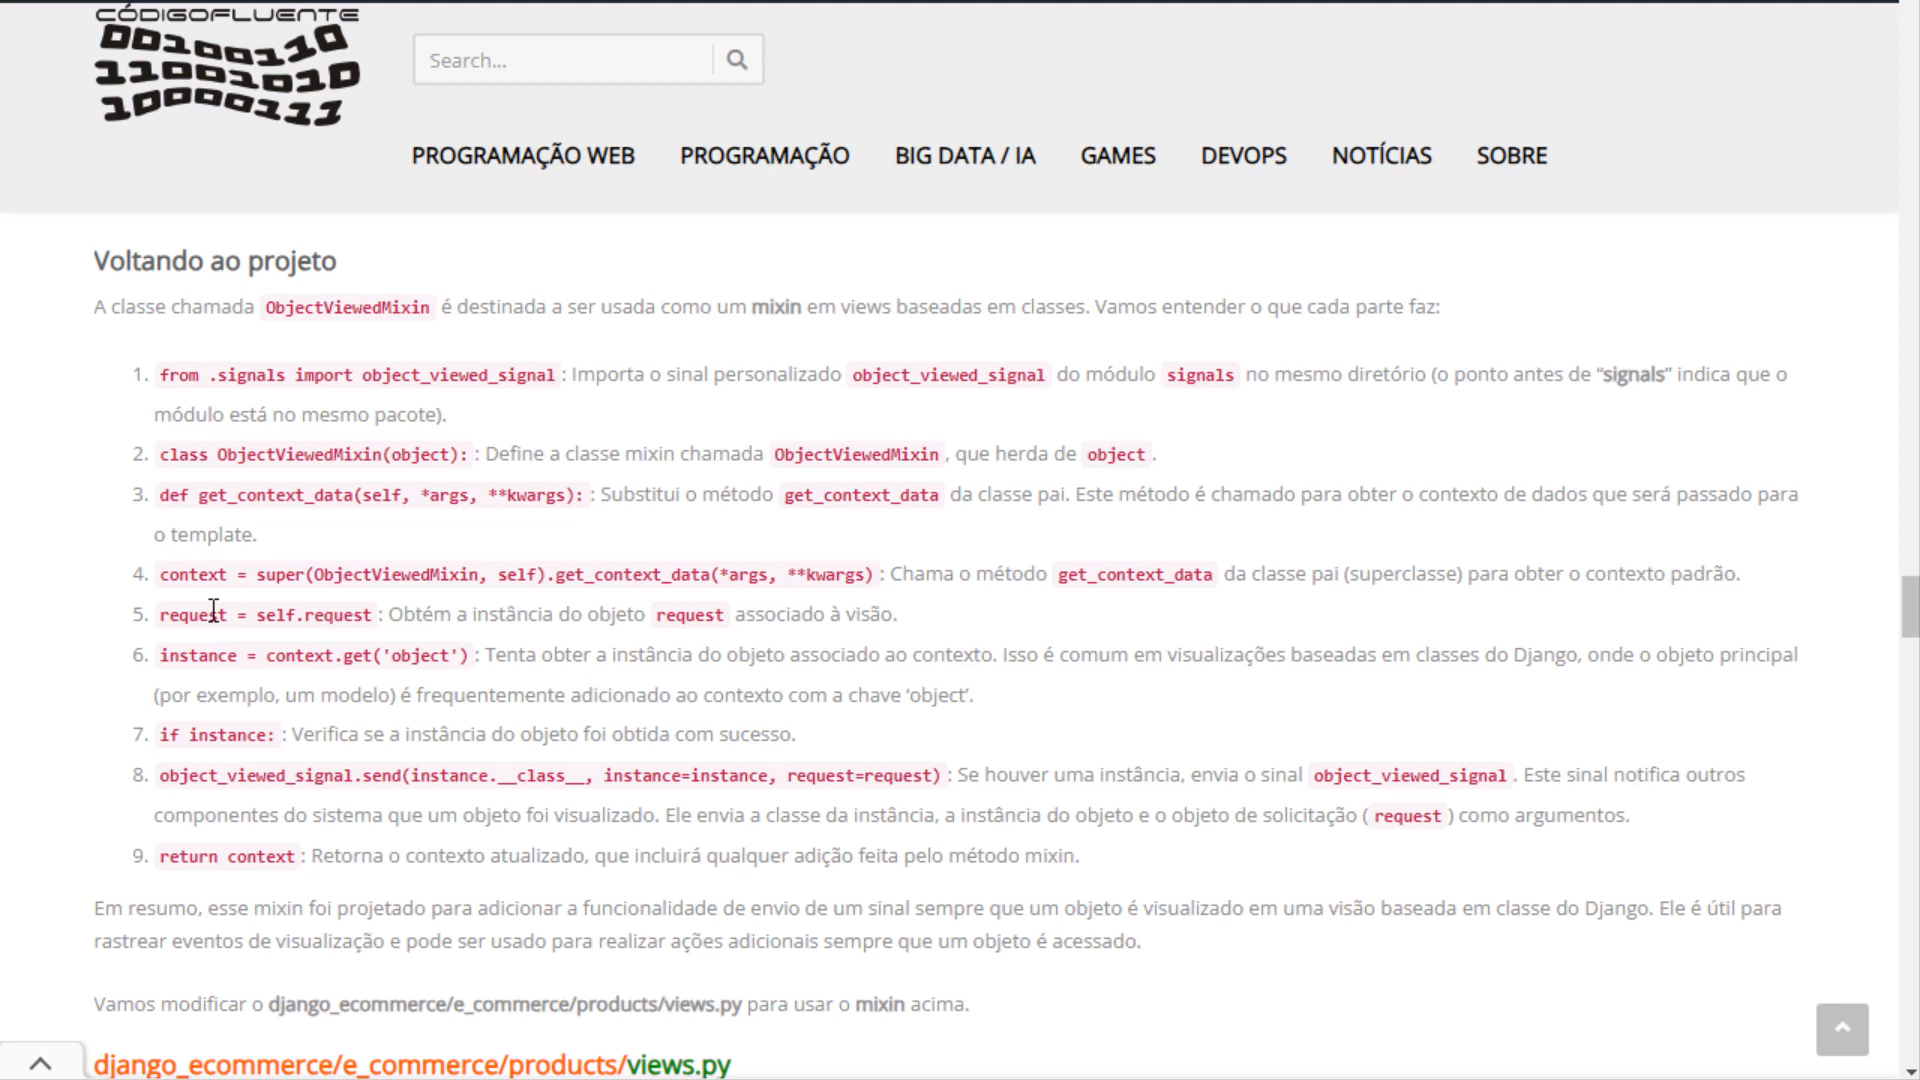 CÓDIGOFLUENTE
00100110
11001010
10000111
Search...
PROGRAMAÇÃO WEB PROGRAMAÇÃO BIG DATA / IA GAMES DEVOPS NOTÍCIAS SOBRE
Voltando ao projeto
A classe chamada ObjectViewedMixin é destinada a ser usada como um mixin em views baseadas em classes. Vamos entender o que cada parte faz:
1. from .signals import object_viewed_signal : Importa o sinal personalizado object_viewed_signal do módulo signals no mesmo diretório (o ponto antes de “signals” indica que o
módulo está no mesmo pacote).
2. class ObjectViewedMixin(object): : Define a classe mixin chamada ObjectViewedMixin , que herda de object .
3. def get_context_data(self, *args, **kwargs): : Substitui o método get_context_data da classe pai. Este método é chamado para obter o contexto de dados que será passado para
o template.
4. context = super(ObjectViewedMixin, self).get_context_data(*args, **kwargs) : Chama o método get_context_data da classe pai (superclasse) para obter o contexto padrão.
5. request = self.request : Obtém a instância do objeto request associado à visão.
6. instance = context.get('object') : Tenta obter a instância do objeto associado ao contexto. Isso é comum em visualizações baseadas em classes do Django, onde o objeto principal
(por exemplo, um modelo) é frequentemente adicionado ao contexto com a chave ‘object’.
7. if instance: : Verifica se a instância do objeto foi obtida com sucesso.
8. object_viewed_signal.send(instance.__class__, instance=instance, request=request) : Se houver uma instância, envia o sinal object_viewed_signal . Este sinal notifica outros
componentes do sistema que um objeto foi visualizado. Ele envia a classe da instância, a instância do objeto e o objeto de solicitação ( request ) como argumentos.
9. return context : Retorna o contexto atualizado, que incluirá qualquer adição feita pelo método mixin.
Em resumo, esse mixin foi projetado para adicionar a funcionalidade de envio de um sinal sempre que um objeto é visualizado em uma visão baseada em classe do Django. Ele é útil para
rastrear eventos de visualização e pode ser usado para realizar ações adicionais sempre que um objeto é acessado.
Vamos modificar o django_ecommerce/e_commerce/products/views.py para usar o mixin acima.
django_ecommerce/e_commerce/products/views.py